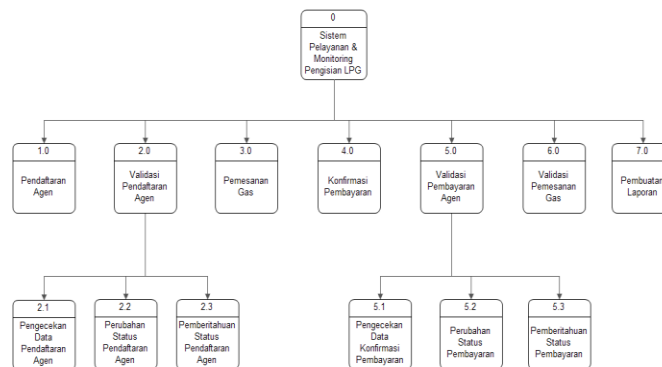 0
Sistem
Pelayanan &
Monitoring
Pengisian LPG
1.0
Pendaftaran
Agen
2.0
Validasi
Pendaftaran
Agen
3.0
Pemesanan
Gas
4.0
Konfirmasi
Pembayaran
5.0
Validasi
Pembayaran
Agen
6.0
Validasi
Pemesanan
Gas
7.0
Pembuatan
Laporan
2.1
Pengecekan
Data
Pendaftaran
Agen
2.2
Perubahan
Status
Pendaftaran
Agen
2.3
Pemberitahuan
Status
Pendaftaran
Agen
5.1
Pengecekan
Data
Konfirmasi
Pembayaran
5.2
Perubahan
Status
Pembayaran
5.3
Pemberitahuan
Status
Pembayaran